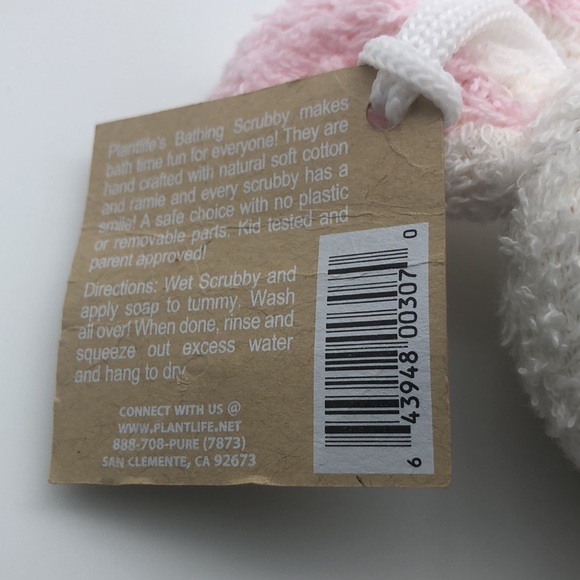 Plantlife's Bathing Scrubby makes
bath time fun for everyone! They are
hand crafted with natural soft cotton
and ramie and every scrubby has a
smile! A safe choice with no plastic
or removable parts. Kid tested and
parent approved!
Directions: Wet Scrubby and
apply soap to tummy. Wash
all over! When done, rinse and
squeeze out excess water
and hang to dry.
CONNECT WITH US @
WWW.PLANTLIFE.NET
888-708-PURE (7873)
SAN CLEMENTE, CA 92673
6 43948 00307 0